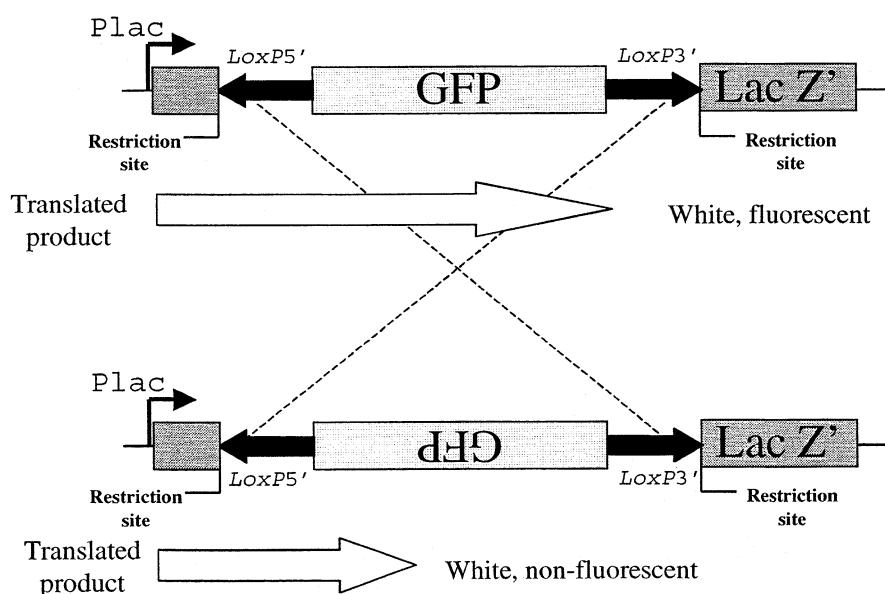 Plac
LoxP5'
LoxP3'
GFP
Lac Z'
Restriction
site
Restriction
site
Translated
product
White, fluorescent
Plac
GFP
Lac Z'
LoxP5'
LoxP3'
Restriction
site
Restriction
site
Translated
product
White, non-fluorescent